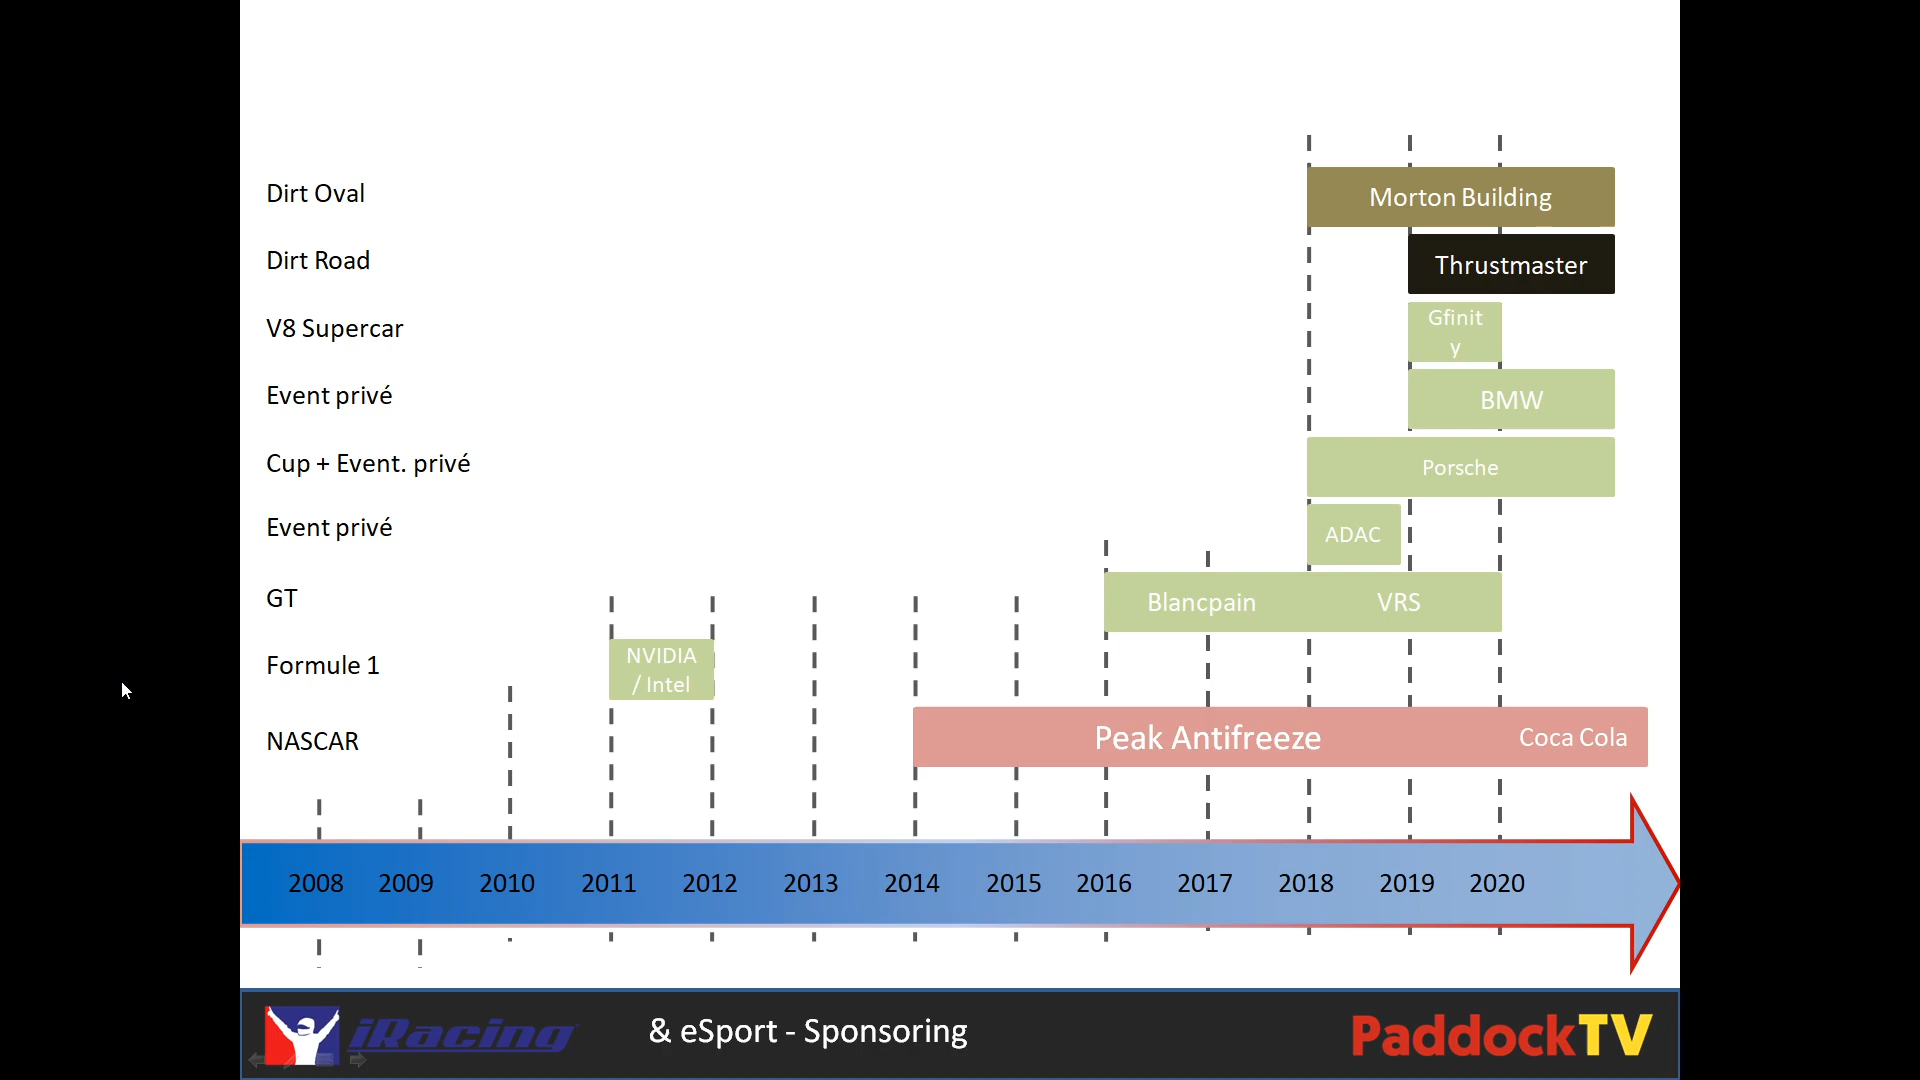 Dirt Oval
Morton Building
Dirt Road
Thrustmaster
V8 Supercar
Gfinit
y
Event privé
BMW
Cup + Event. privé
Porsche
Event privé
ADAC
GT
Blancpain
VRS
Formule 1
NVIDIA
/ Intel
NASCAR
Peak Antifreeze
Coca Cola
2008 2009 2010 2011 2012 2013 2014 2015 2016 2017 2018 2019 2020
iRacing
& eSport - Sponsoring
PaddockTV